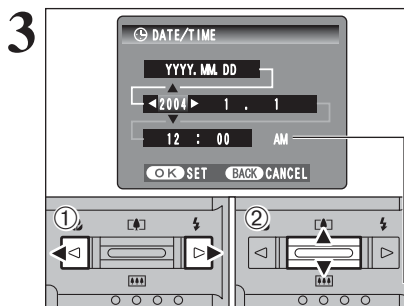 3
DATE/TIME
YYYY. MM. DD
2004 1 . 1
12 : 00 AM
OK SET BACK CANCEL
① ②